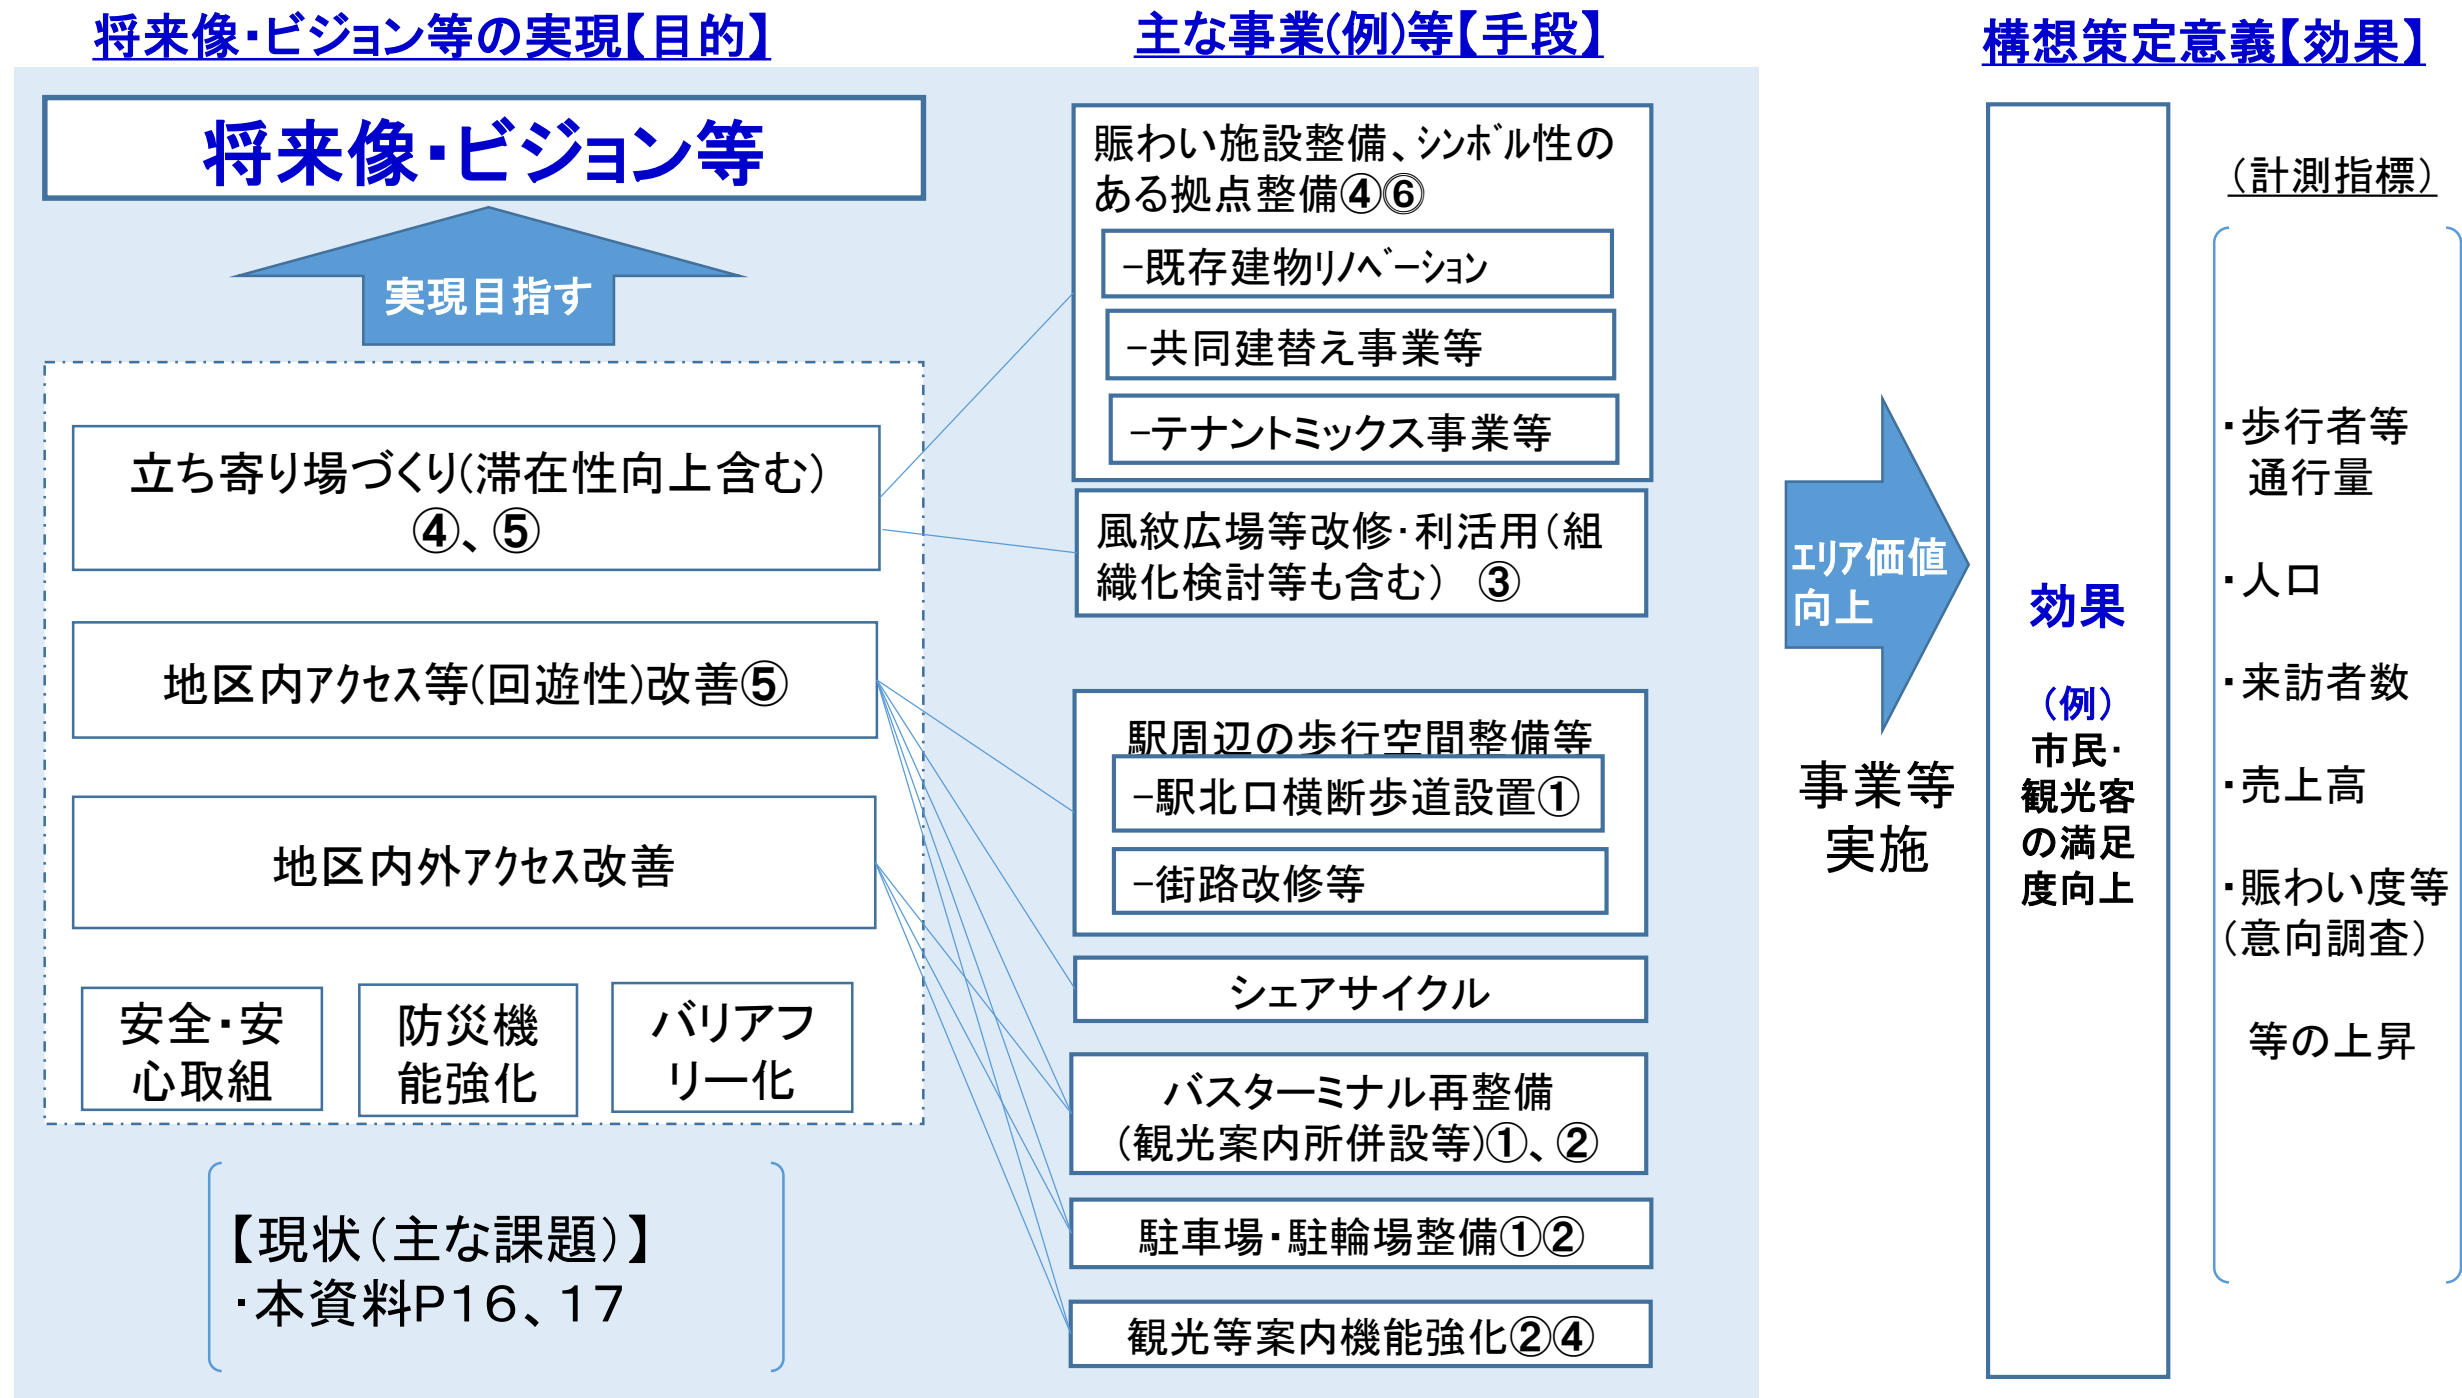 将来像・ビジョン等の実現【目的】
将来像・ビジョン等
実現目指す
立ち寄り場づくり(滞在性向上含む)
④、⑤
地区内ｱｸｾｽ等(回遊性)改善⑤
地区内外ｱｸｾｽ改善
安全・安
心取組
防災機
能強化
バリアフ
リー化
【現状(主な課題)】
・本資料P１６、１７
主な事業(例)等【手段】
賑わい施設整備、ｼﾝﾎﾞﾙ性の
ある拠点整備④⑥
−既存建物ﾘﾉﾍﾞｰｼｮﾝ
−共同建替え事業等
−テナントミックス事業等
風紋広場等改修・利活用(組
織化検討等も含む)　③
駅周辺の歩行空間整備等
−駅北口横断歩道設置①
−街路改修等
シェアサイクル
バスターミナル再整備
(観光案内所併設等)①、②
駐車場・駐輪場整備①②
観光等案内機能強化②④
ｴﾘｱ価値
向上
事業等
実施
構想策定意義【効果】
効果
(例)
市民・
観光客
の満足
度向上
(計測指標)
・歩行者等
通行量
・人口
・来訪者数
・売上高
・賑わい度等
(意向調査)
等の上昇